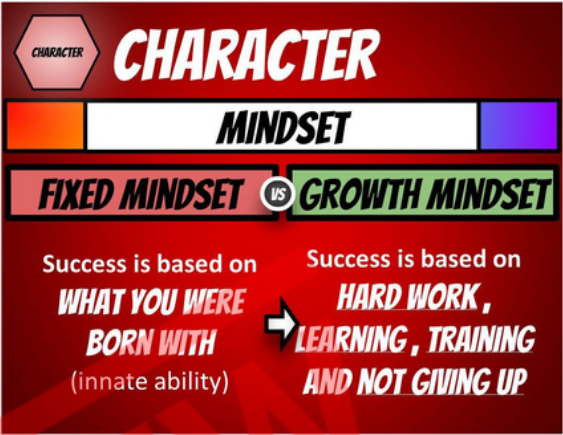 CHARACTER
CHARACTER
MINDSET
FIXED MINDSET VS GROWTH MINDSET
Success is based on
WHAT YOU WERE
BORN WITH
(innate ability)
Success is based on
HARD WORK ,
LEARNING , TRAINING
AND NOT GIVING UP